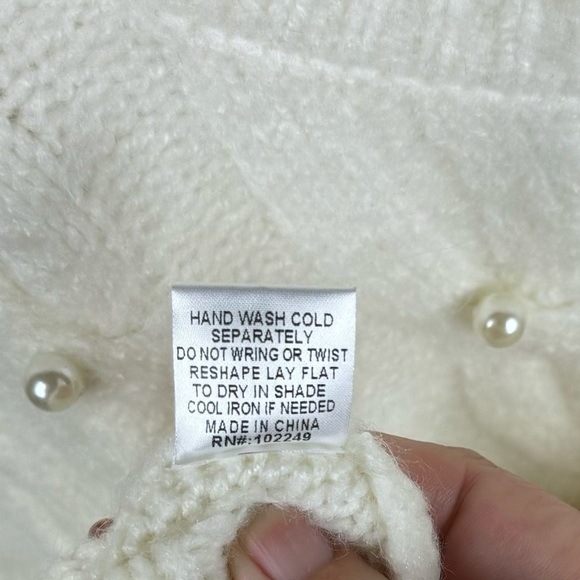 HAND WASH COLD
SEPARATELY
DO NOT WRING OR TWIST
RESHAPE LAY FLAT
TO DRY IN SHADE
COOL IRON IF NEEDED
MADE IN CHINA
RN#:102249